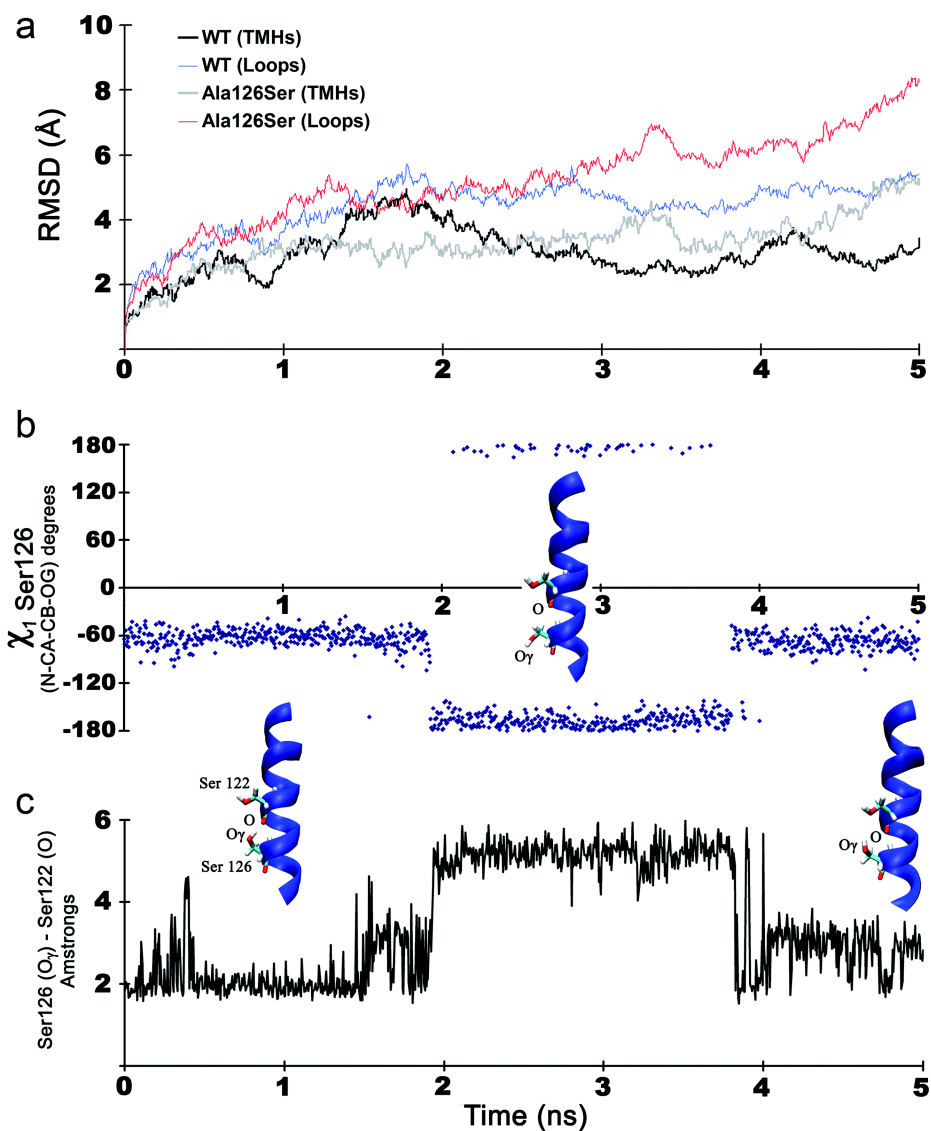 a
10
8
6
4
2
RMSD (Å)
WT (TMHs)
WT (Loops)
Ala126Ser (TMHs)
Ala126Ser (Loops)
0 1 2 3 4 5
b
180
120
60
0
-60
-120
-180
χ1 Ser126
(N-CA-CB-OG) degrees
1 2 3 4 5
O
Oγ
Ser 122
O
Oγ
Ser 126
O
Oγ
c
6
4
2
Ser126 (Oγ) - Ser122 (O)
Amstrongs
0 1 2 3 4 5
Time (ns)